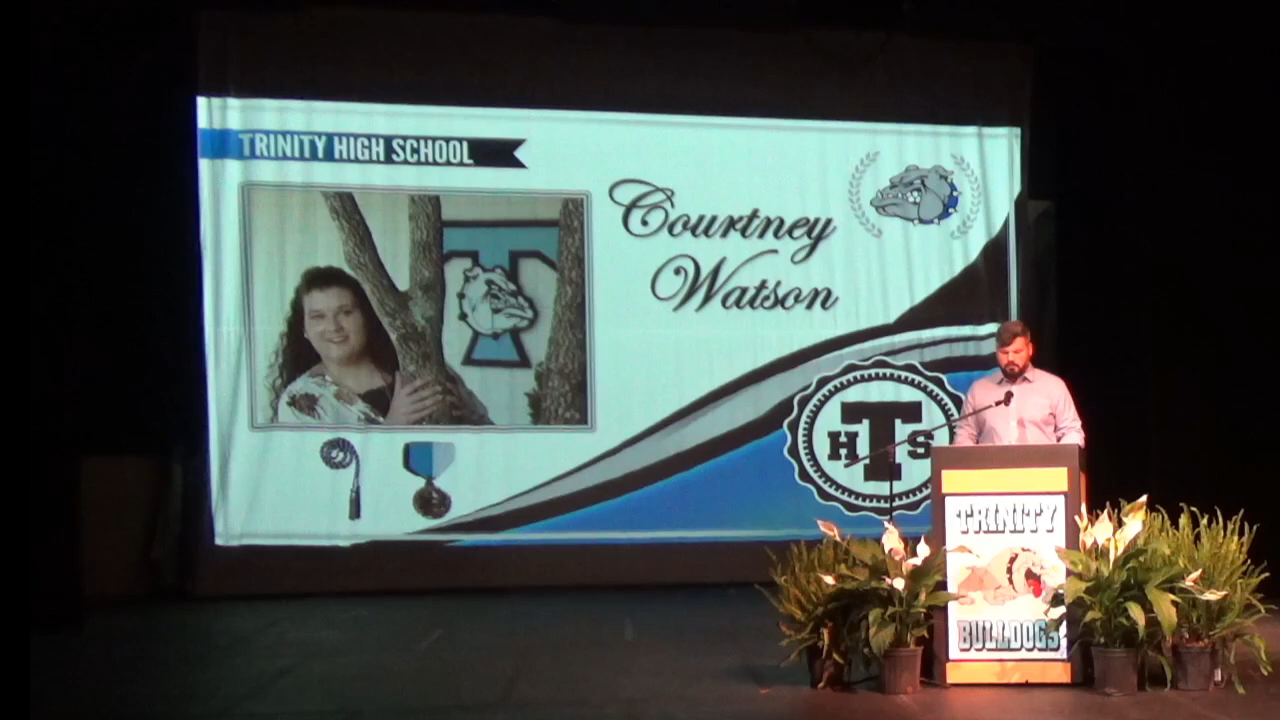 TRINITY HIGH SCHOOL
Courtney
Watson
T
HTS
TRINITY
BULLDOGS